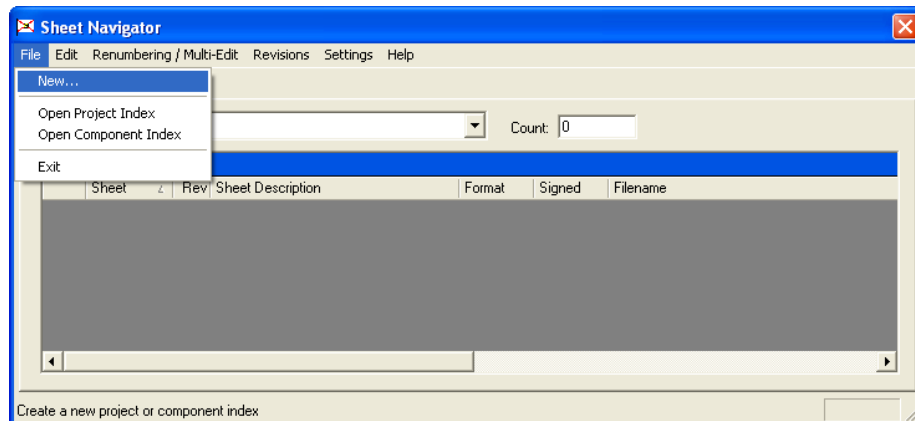 Sheet Navigator
File Edit Renumbering / Multi-Edit Revisions Settings Help
New...
Open Project Index
Open Component Index
Exit
Count: 0
Sheet Rev Sheet Description Format Signed Filename
Create a new project or component index